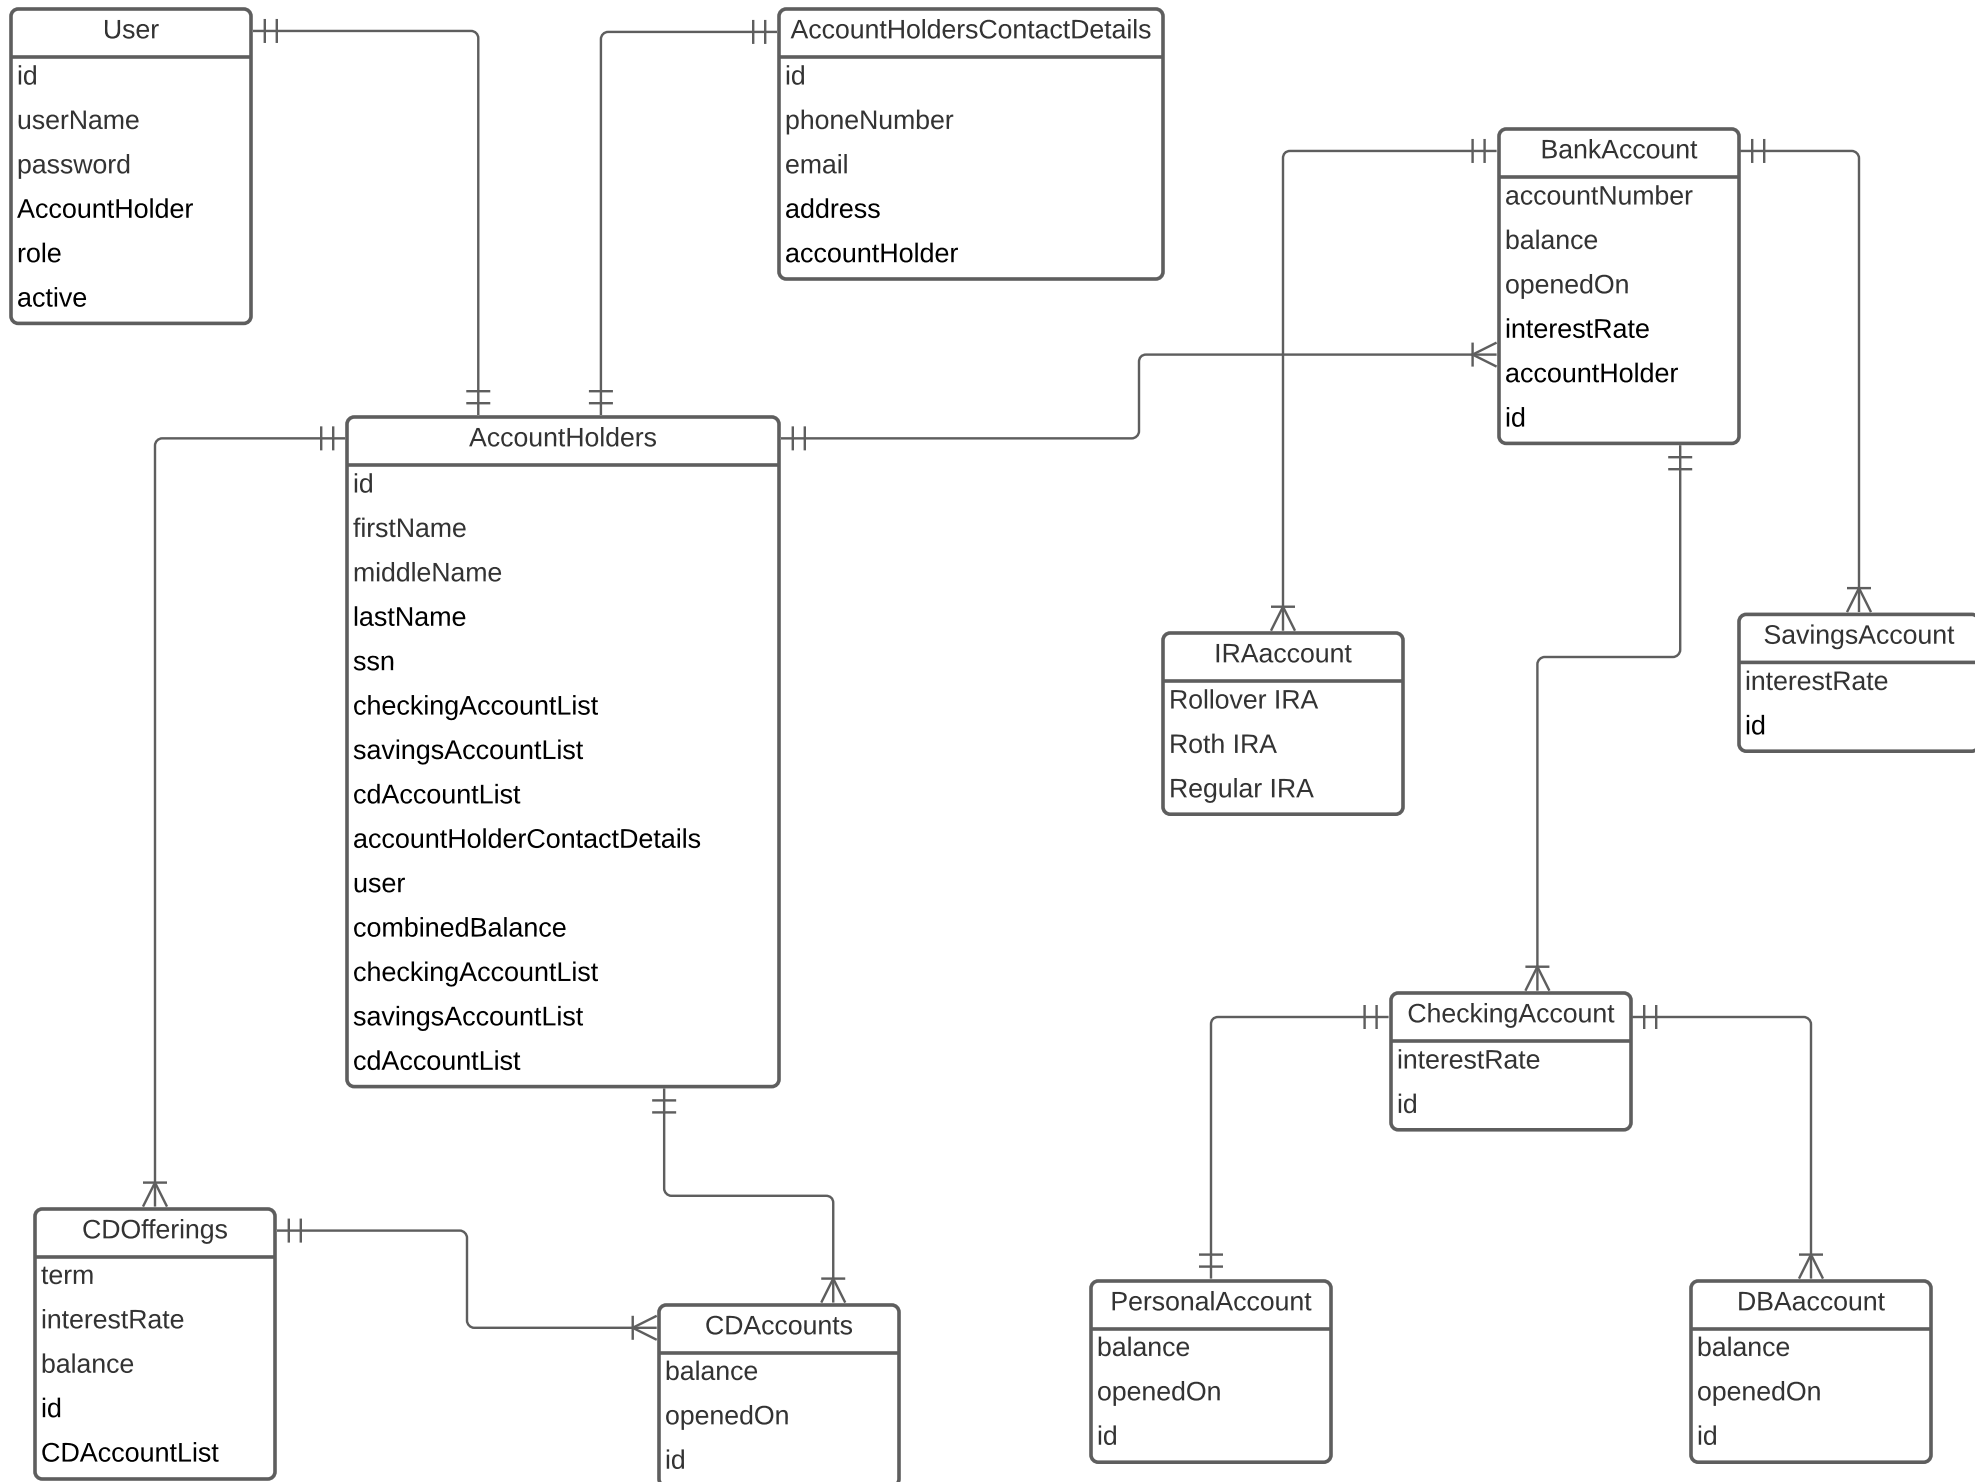 User
id
userName
password
AccountHolder
role
active
AccountHoldersContactDetails
id
phoneNumber
email
address
accountHolder
BankAccount
accountNumber
balance
openedOn
interestRate
accountHolder
id
AccountHolders
id
firstName
middleName
lastName
ssn
checkingAccountList
savingsAccountList
cdAccountList
accountHolderContactDetails
user
combinedBalance
checkingAccountList
savingsAccountList
cdAccountList
IRAaccount
Rollover IRA
Roth IRA
Regular IRA
SavingsAccount
interestRate
id
CheckingAccount
interestRate
id
CDOfferings
term
interestRate
balance
id
CDAccountList
CDAccounts
balance
openedOn
id
PersonalAccount
balance
openedOn
id
DBAaccount
balance
openedOn
id